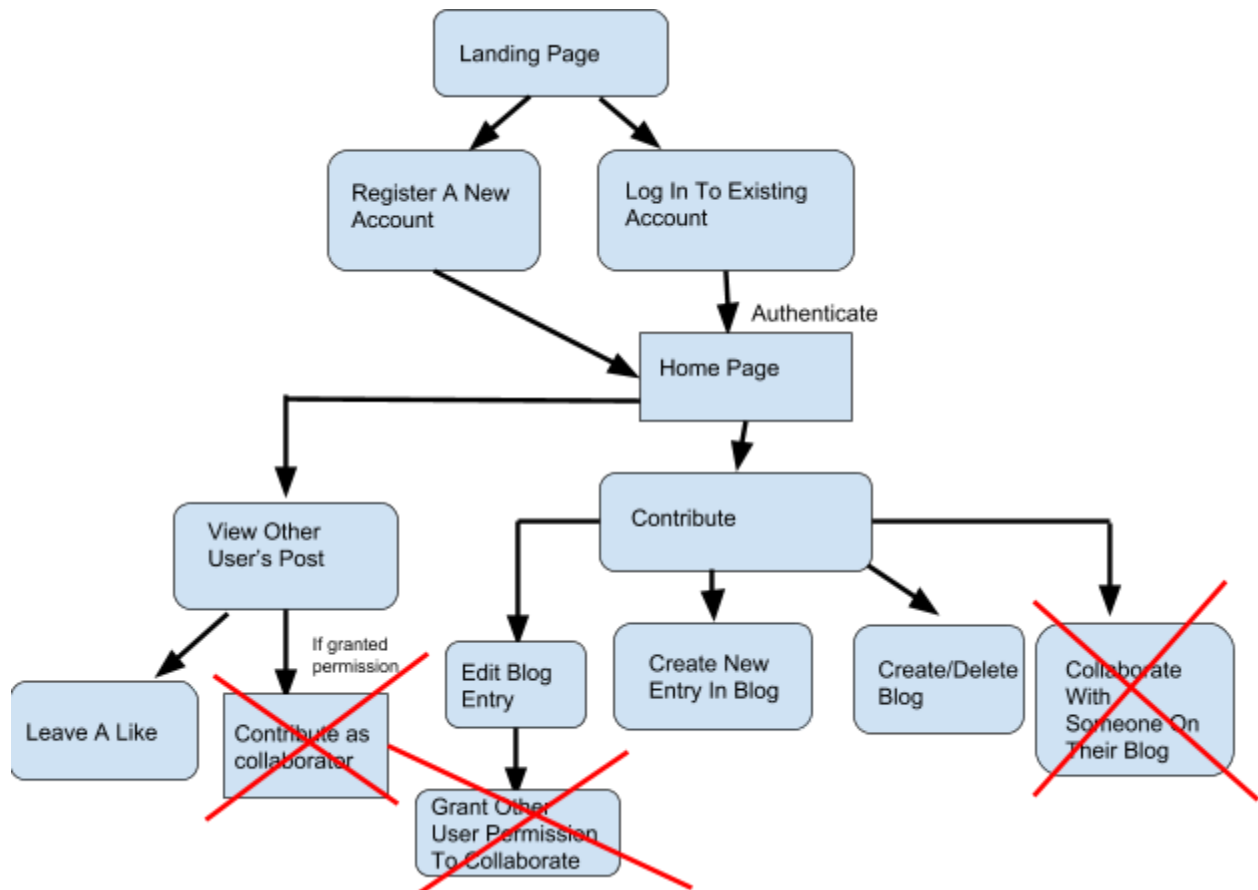 Landing Page
Register A New
Account
Log In To Existing
Account
Authenticate
Home Page
View Other
User's Post
Contribute
If granted
permission
Leave A Like
Contribute as
collaborator
Edit Blog
Entry
Create New
Entry In Blog
Create/Delete
Blog
Collaborate
With
Someone On
Their Blog
Grant Other
User Permission
To Collaborate